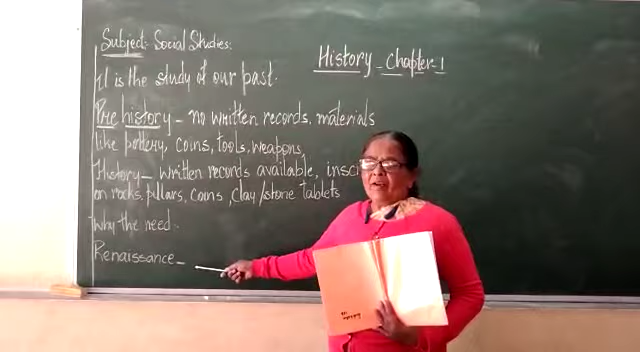 Subject:- Social Studies:
History - Chapter-1
It is the study of our past.
Pre history - no written records. materials
like pottery, coins, tools, weapons.
History - written records available,
on rocks, pillars, coins, clay/stone tablets
Why the need.
Renaissance -